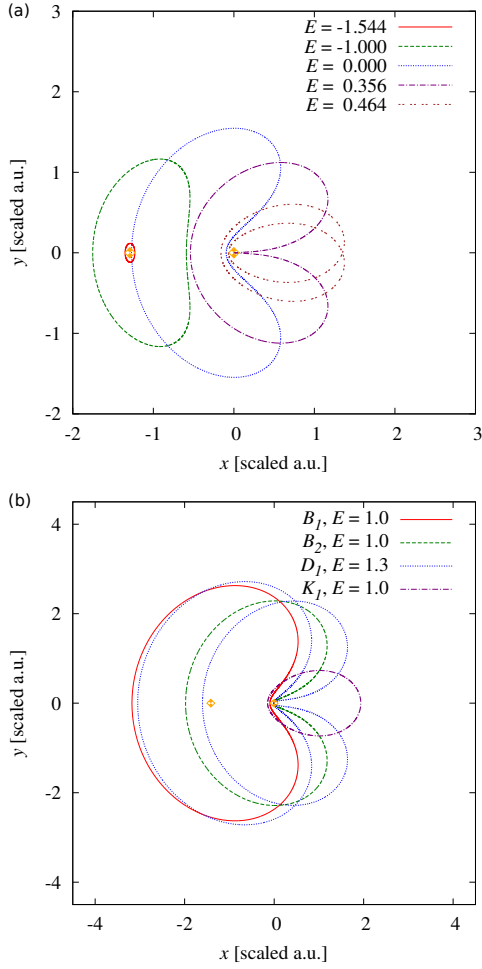 (a)
3
2
1
0
-1
-2
y [scaled a.u.]
E = -1.544
E = -1.000
E = 0.000
E = 0.356
E = 0.464
-2 -1 0 1 2 3
x [scaled a.u.]
(b)
4
2
0
-2
-4
y [scaled a.u.]
B1, E = 1.0
B2, E = 1.0
D1, E = 1.3
K1, E = 1.0
-4 -2 0 2 4
x [scaled a.u.]